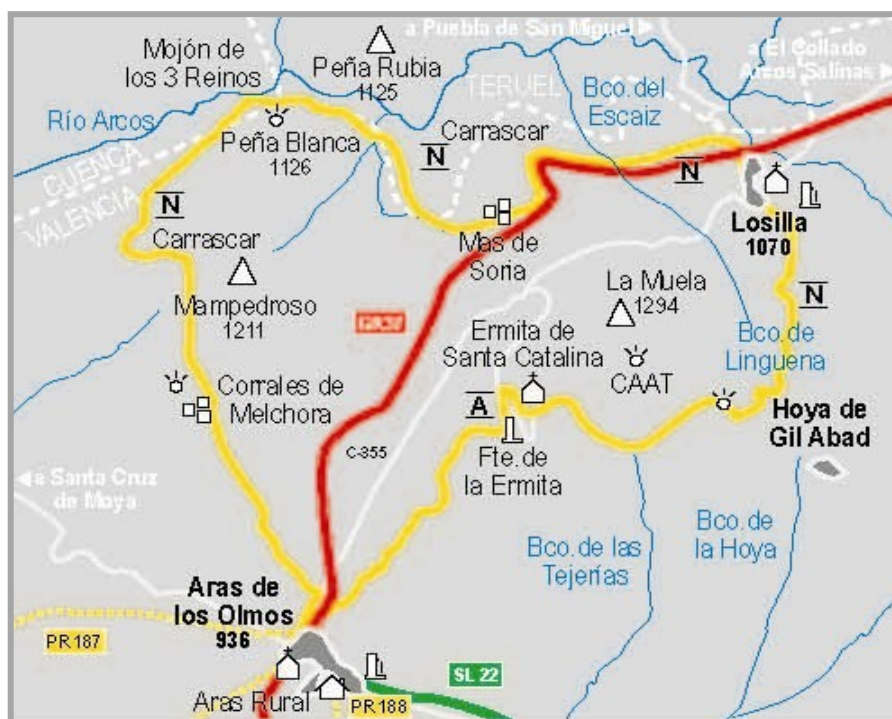 a Puebla de San Miguel
Mojón de
los 3 Reinos
Peña Rubia
1125
a El Collado
Arcos Salinas
TERUEL
Bco. del
Escaiz
Río Arcos
Peña Blanca
1126
Carrascar
N
CUENCA
VALENCIA
N
N
Carrascar
Mas de
Soria
Losilla
1070
Mampedroso
1211
La Muela
1294
N
Ermita de
Santa Catalina
Bco. de
Linguena
CAAT
Corrales de
Melchora
A
Hoya de
Gil Abad
C-355
Fte. de
la Ermita
a Santa Cruz
de Moya
Bco. de las
Tejerías
Bco. de
la Hoya
Aras de
los Olmos
936
PR 187
SL 22
Aras Rural
PR 188